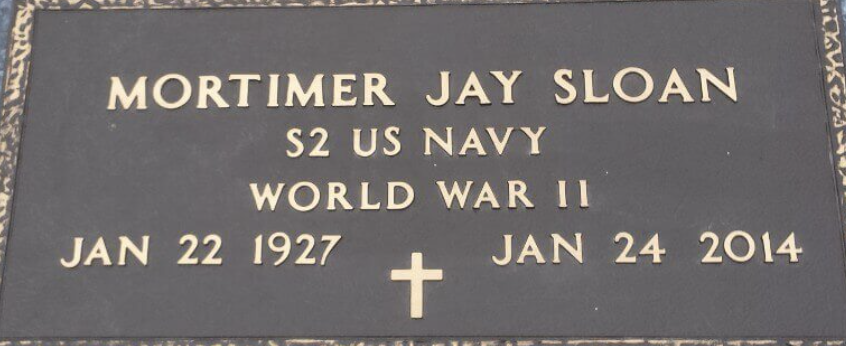 MORTIMER JAY SLOAN
S2 US NAVY
WORLD WAR II
JAN 22 1927 JAN 24 2014